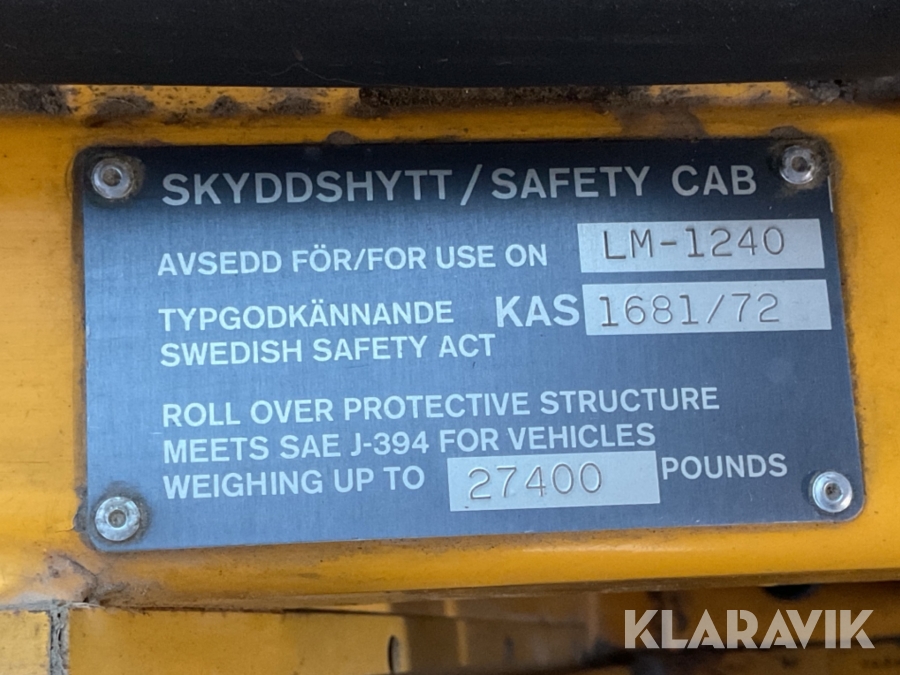 SKYDDSHYTT/SAFETY CAB
AVSEDD FÖR/FOR USE ON LM-1240
TYPGODKÄNNANDE KAS 1681/72
SWEDISH SAFETY ACT
ROLL OVER PROTECTIVE STRUCTURE
MEETS SAE J-394 FOR VEHICLES
WEIGHING UP TO 27400 POUNDS
KLARAVIK